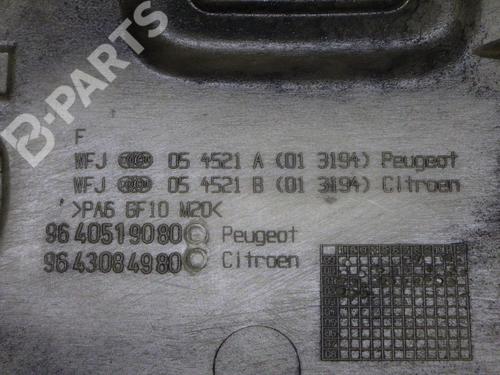 B-PARTS
F
WFJ 05 4521 A (01 3194) Peugeot
WFJ 05 4521 B (01 3194) Citroen
>PA6 GF10 M20<
9640519080 C Peugeot
9643084980 C Citroen